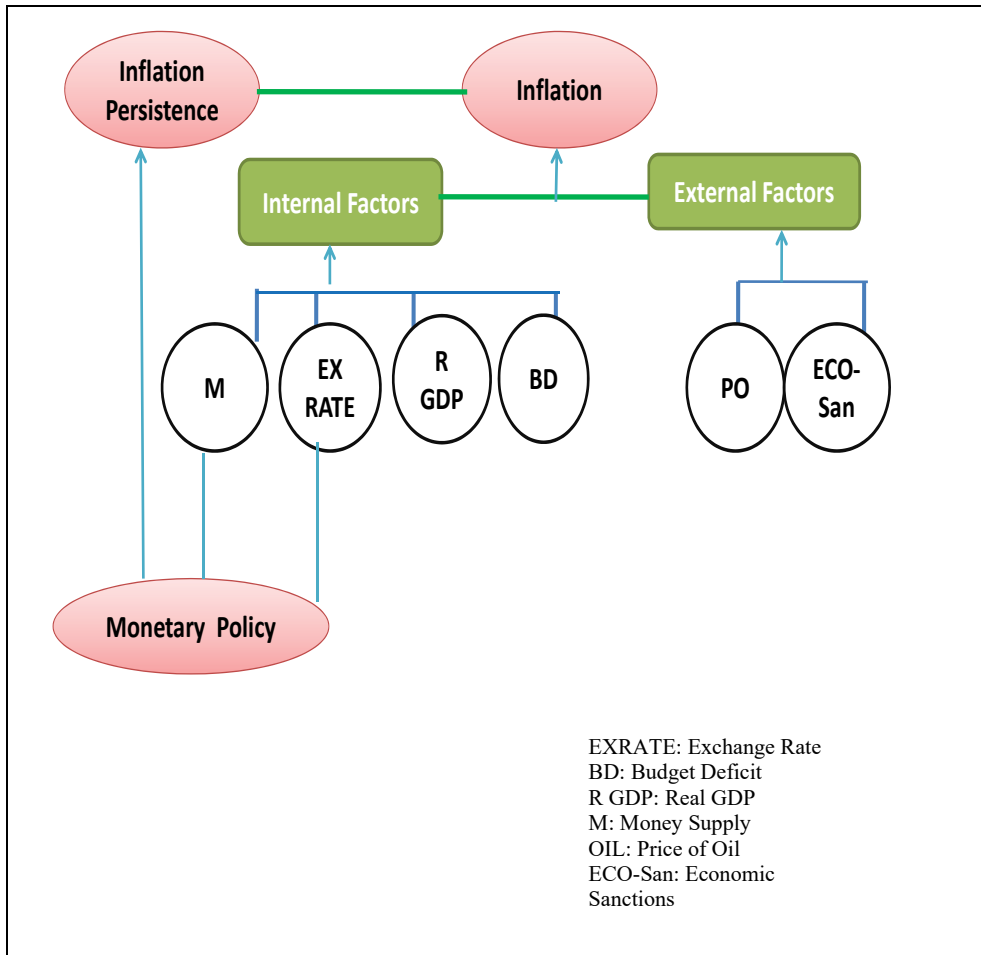 Inflation
Persistence
Inflation
Internal Factors
External Factors
M
EX
RATE
R
GDP
BD
PO
ECO-
San
Monetary Policy
EXRATE: Exchange Rate
BD: Budget Deficit
R GDP: Real GDP
M: Money Supply
OIL: Price of Oil
ECO-San: Economic
Sanctions